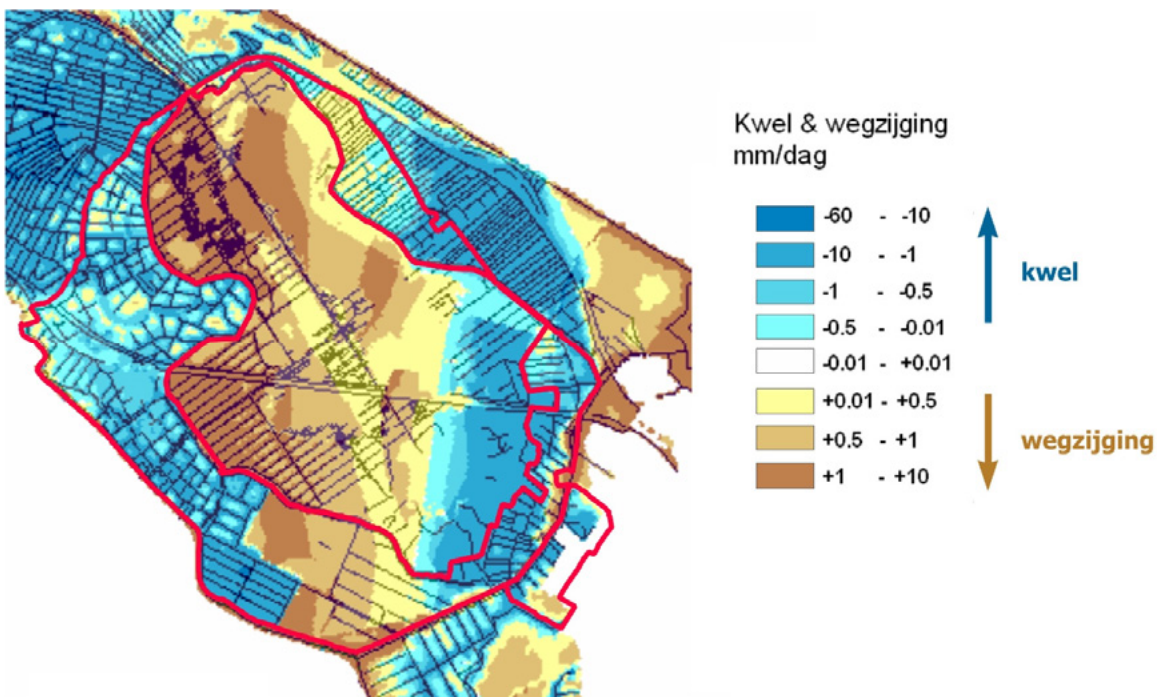 Kwel & wegzijging
mm/dag
-60 - -10
-10 - -1
-1 - -0.5
-0.5 - -0.01
-0.01 - +0.01
+0.01 - +0.5
+0.5 - +1
+1 - +10
kwel
wegzijging